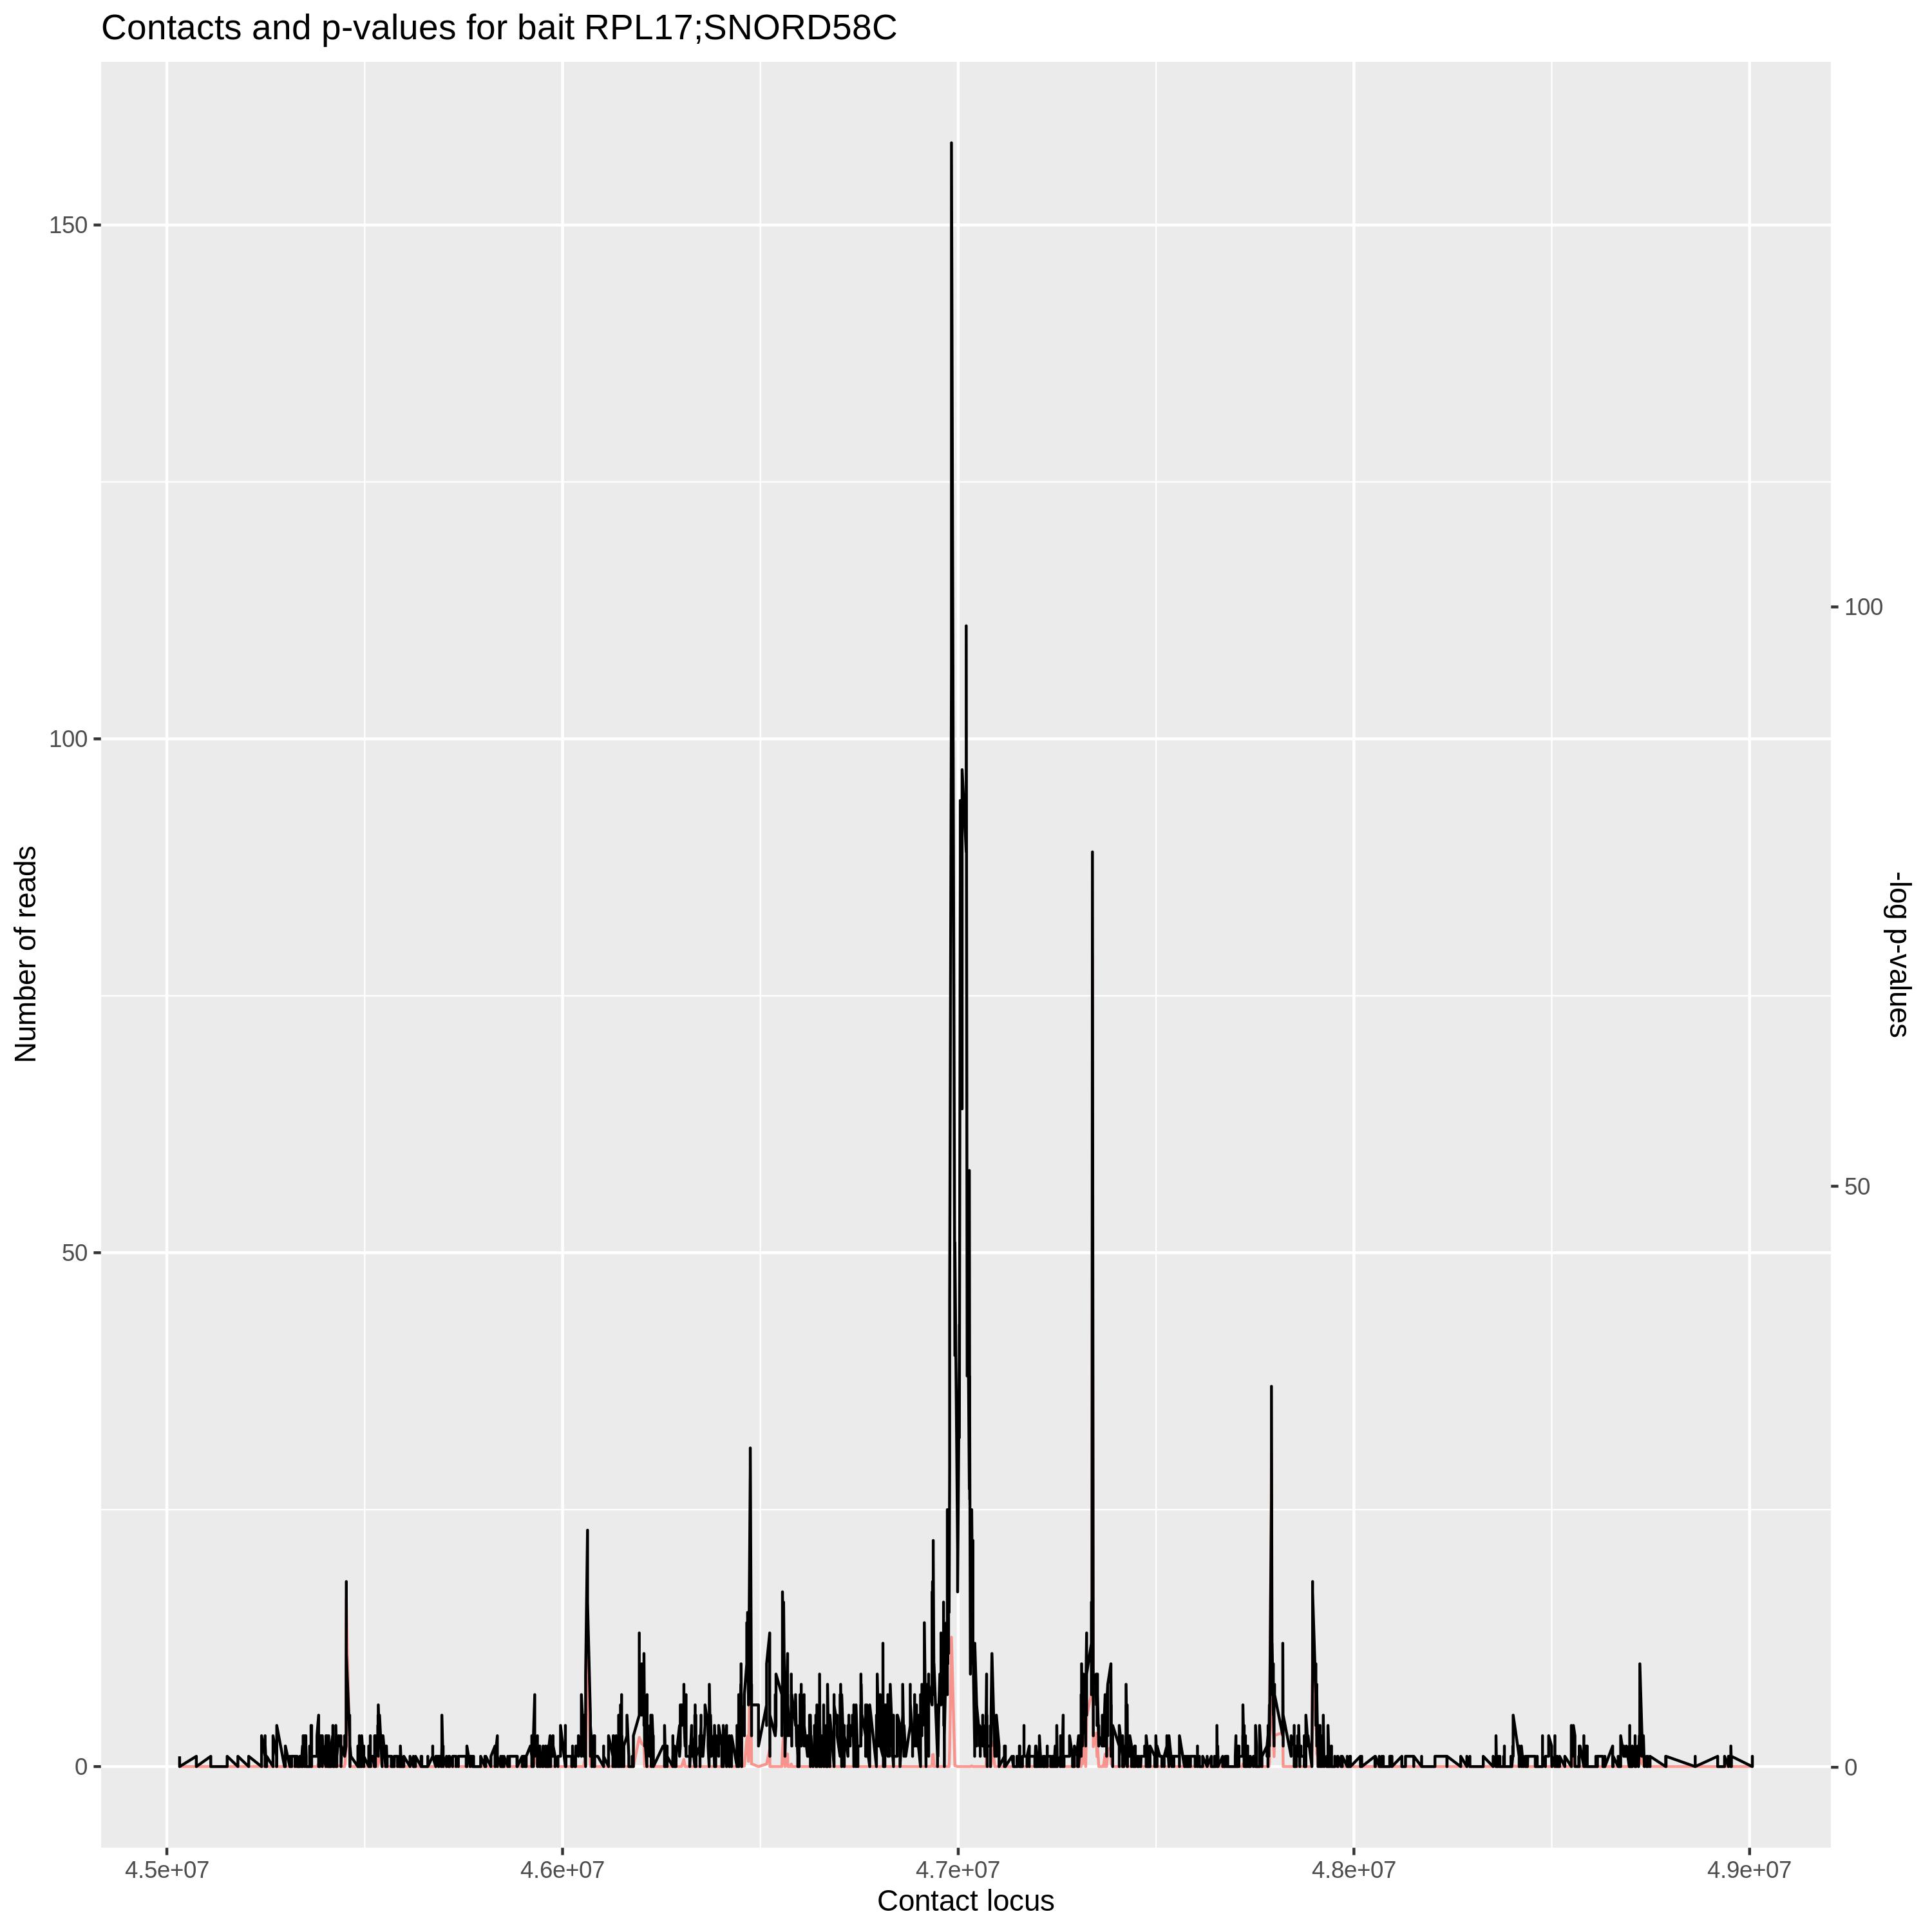 Contacts and p-values for bait RPL17;SNORD58C
150
100
50
0
Number of reads
100
50
0
-log p-values
4.5e+07 4.6e+07 4.7e+07 4.8e+07 4.9e+07
Contact locus